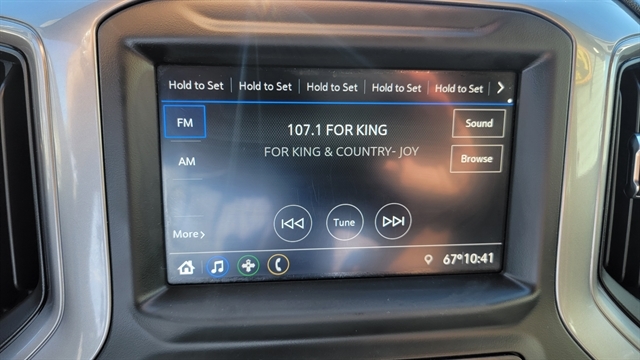 Hold to Set Hold to Set Hold to Set Hold to Set Hold to Set
FM
107.1 FOR KING
Sound
AM
FOR KING & COUNTRY- JOY
Browse
Tune
More
67° 10:41